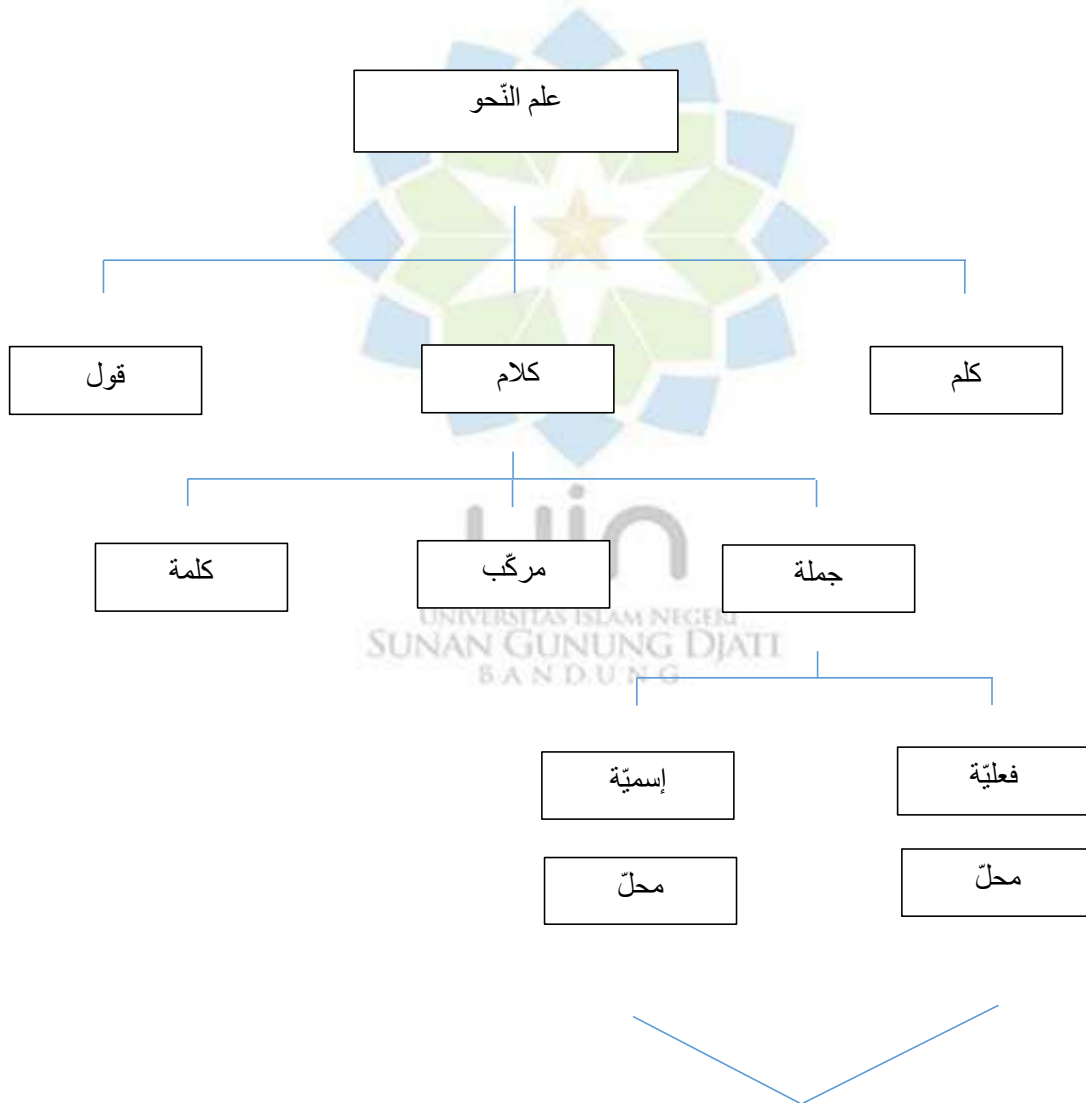 علم النّحو
كلم
كلام
قول
جملة
مركّب
كلمة
uin
UNIVERSITAS ISLAM NEGERI
SUNAN GUNUNG DJATI
BANDUNG
فعليّة
إسميّة
محلّ
محلّ